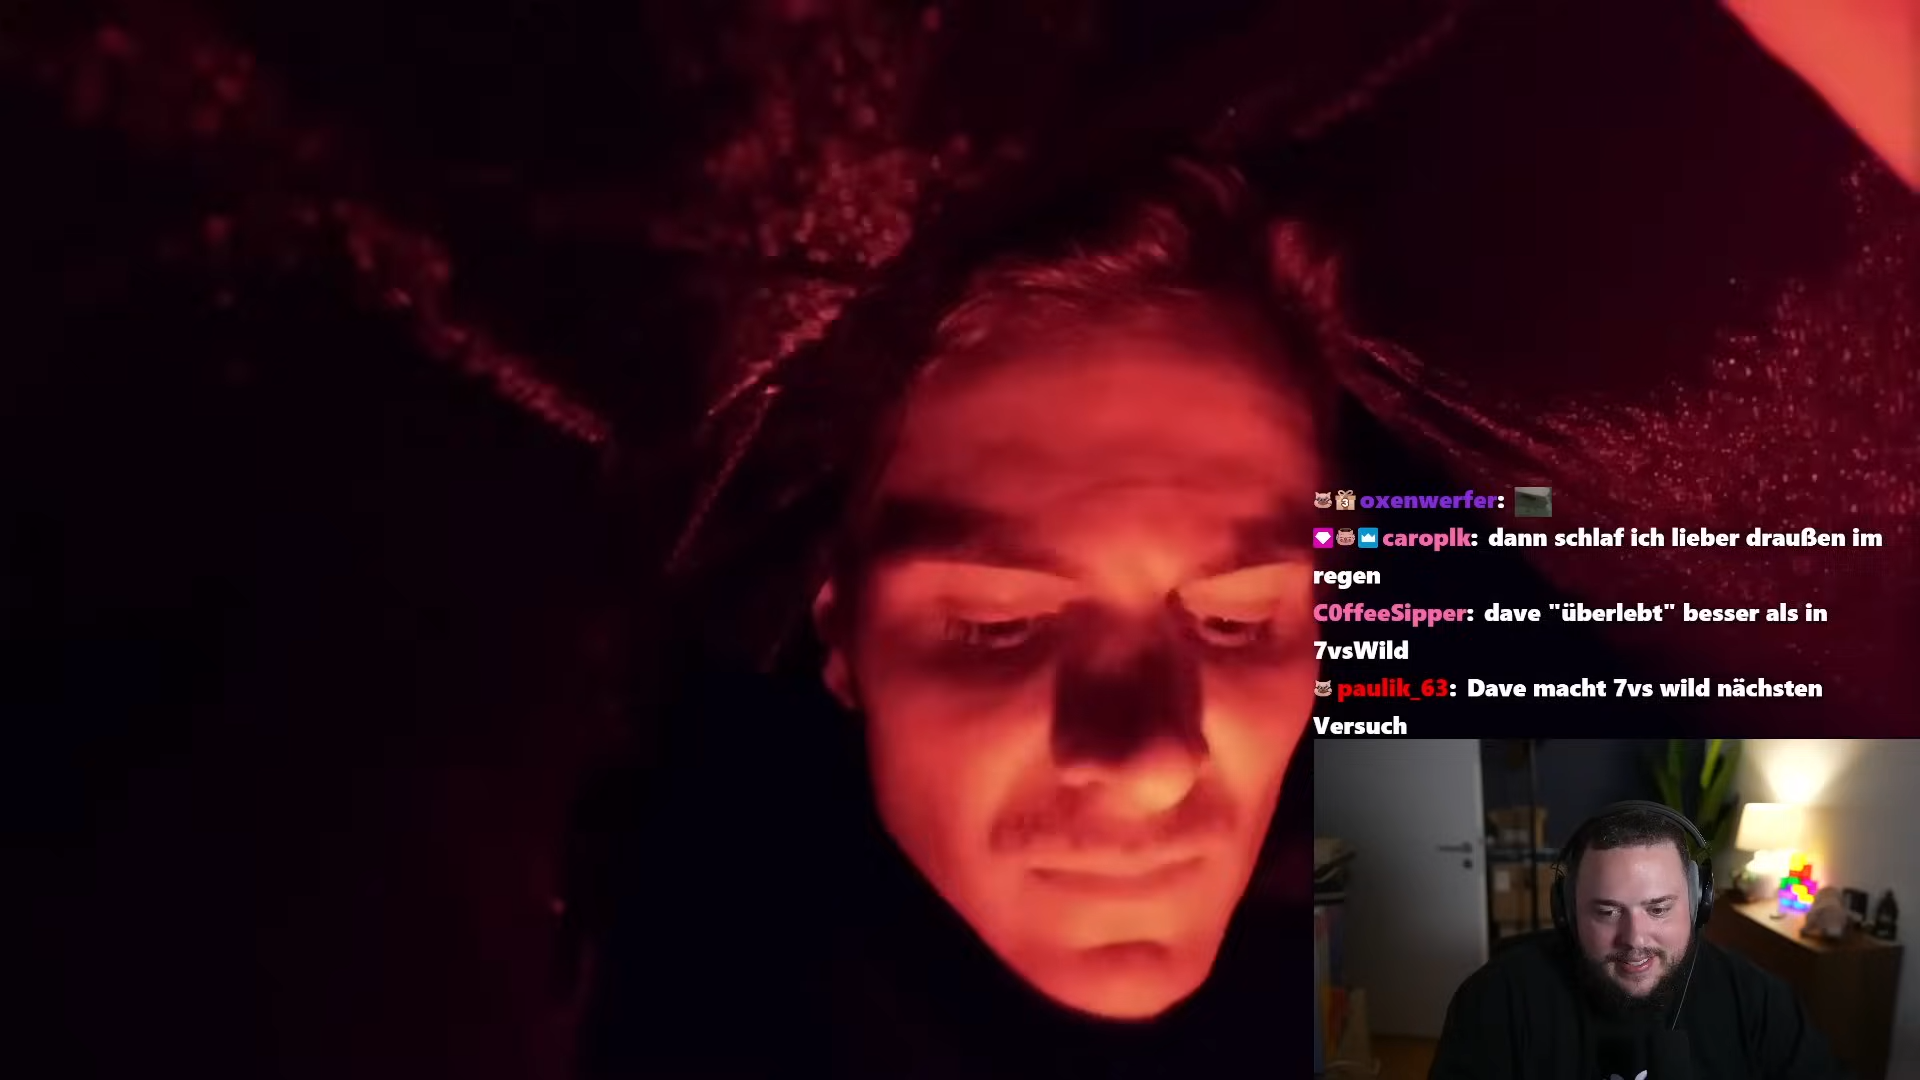 oxenwerfer:
caroplk: dann schlaf ich lieber draußen im
regen
C0ffeeSipper: dave "überlebt" besser als in
7vsWild
paulik_63: Dave macht 7vs wild nächsten
Versuch